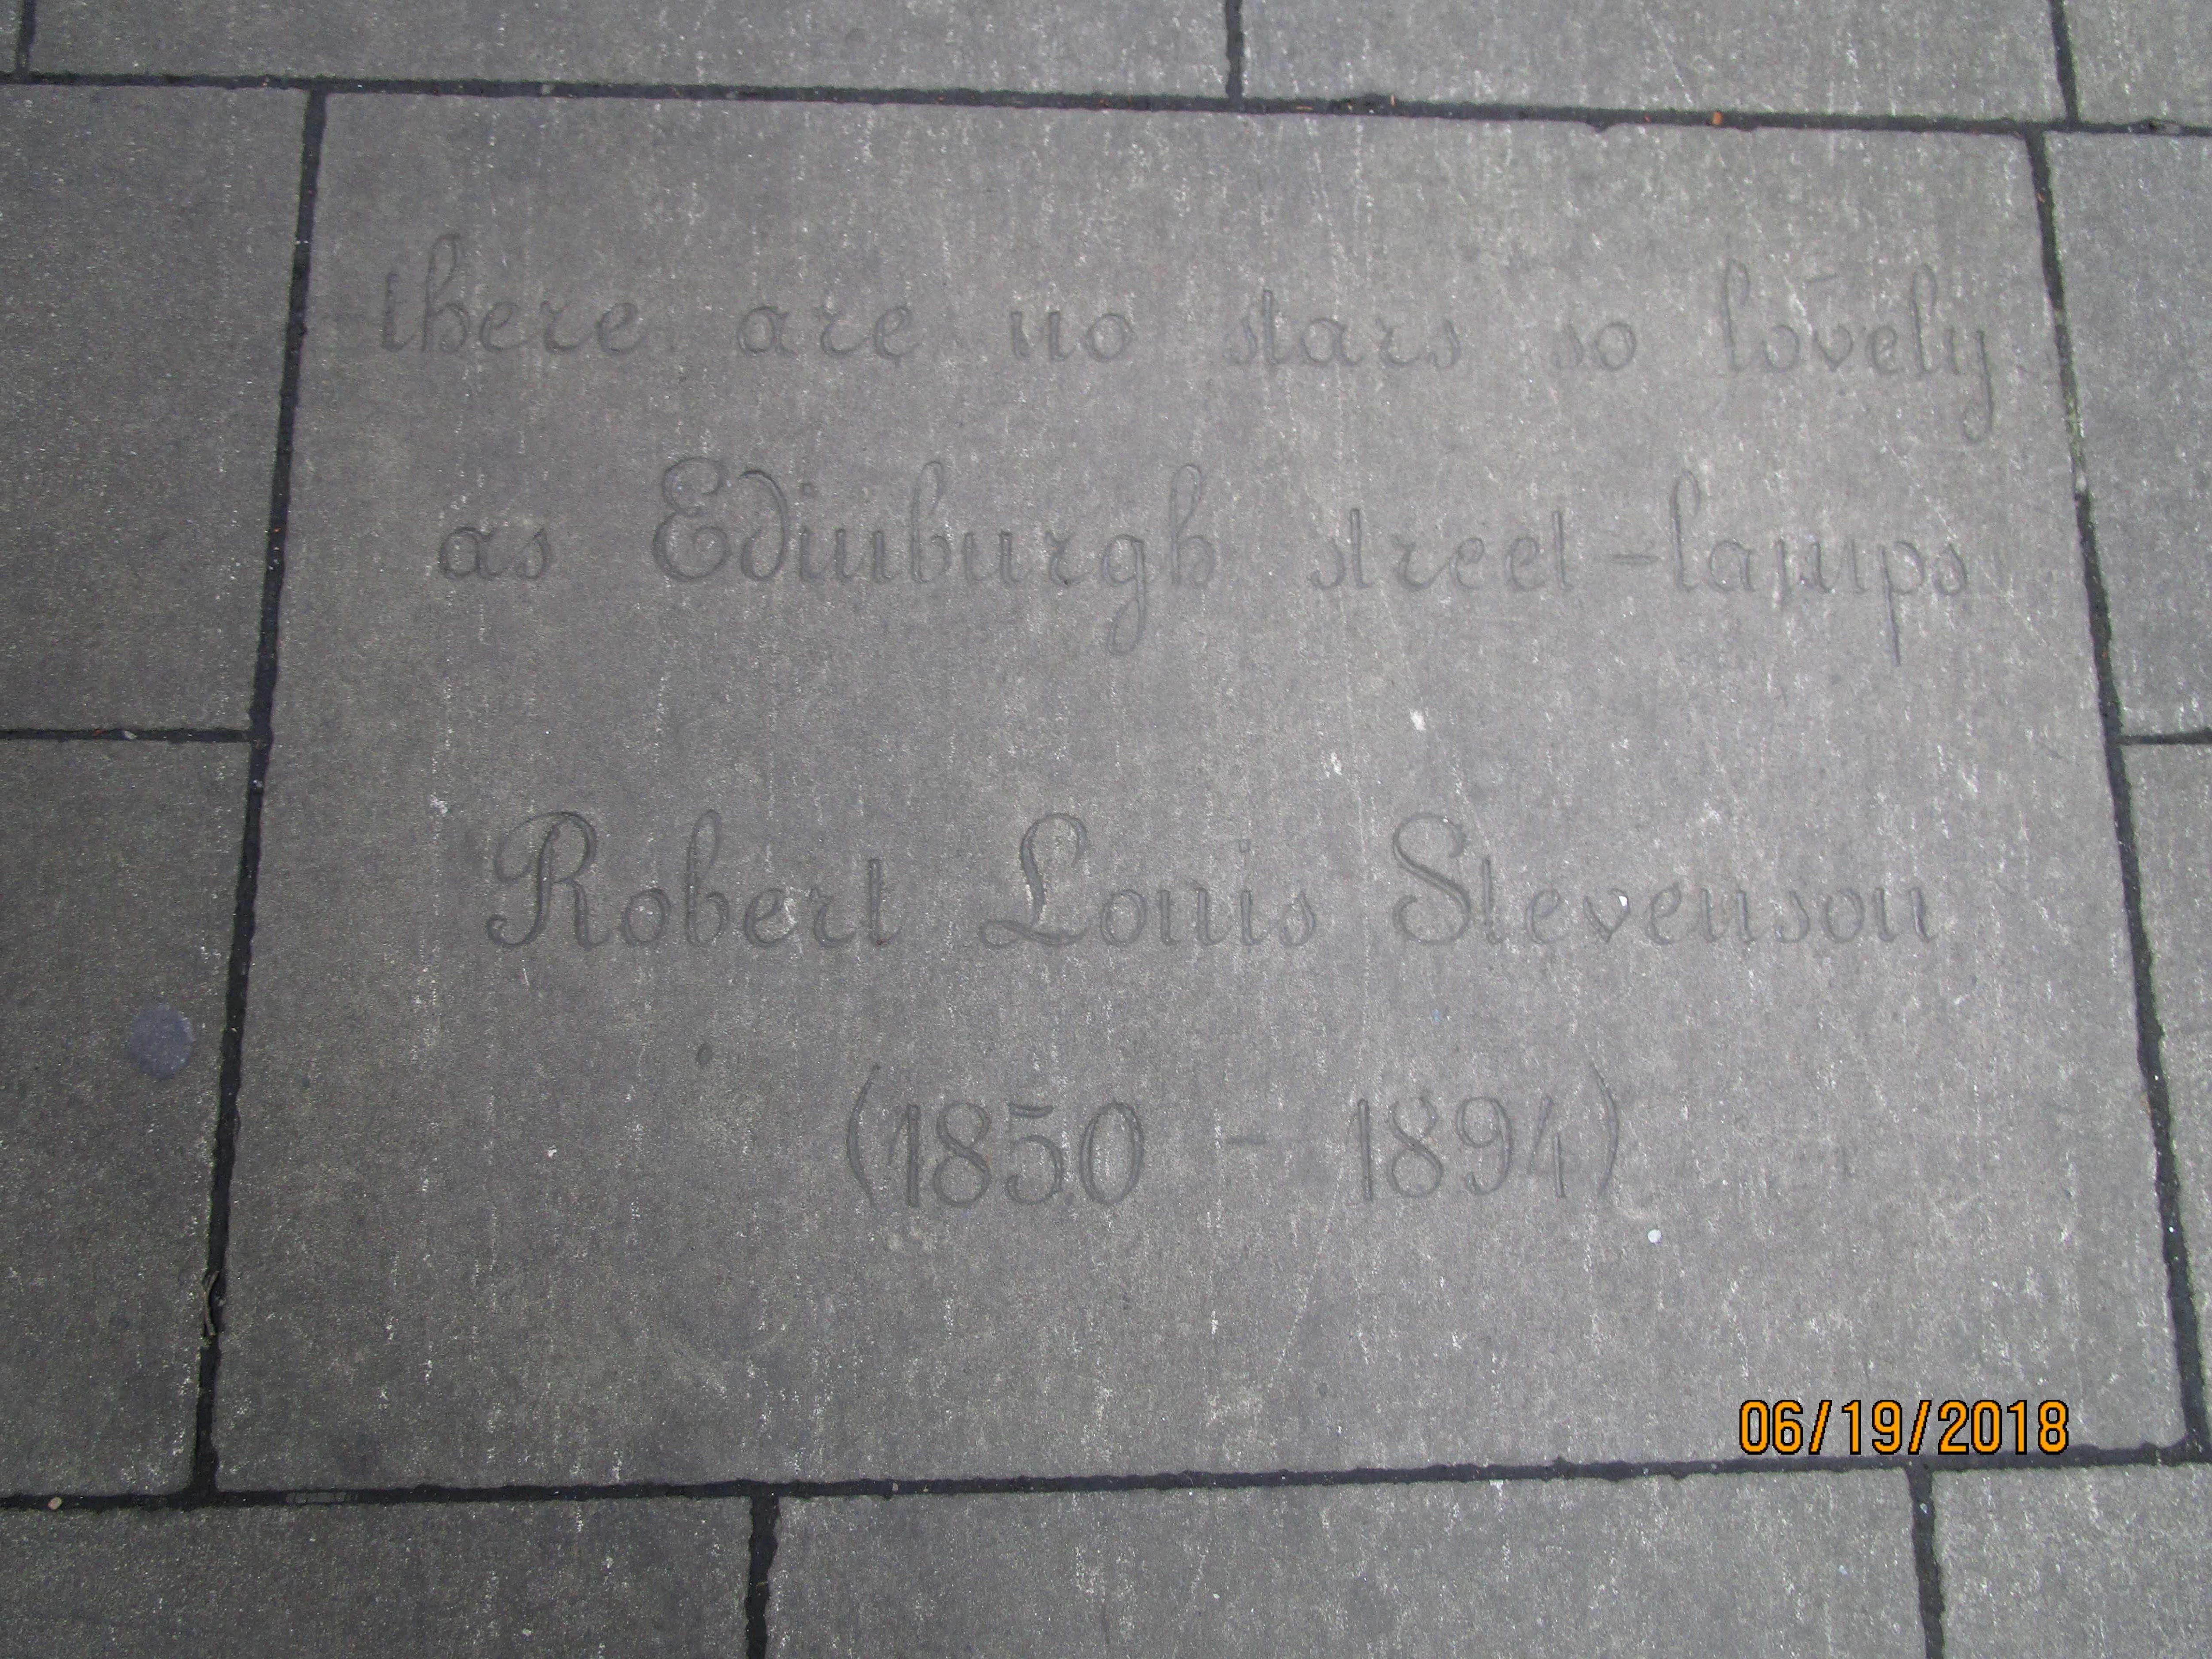 there are no stars so lovely
as Edinburgh street-lamps
Robert Louis Stevenson
(1850 - 1894)
06/19/2018